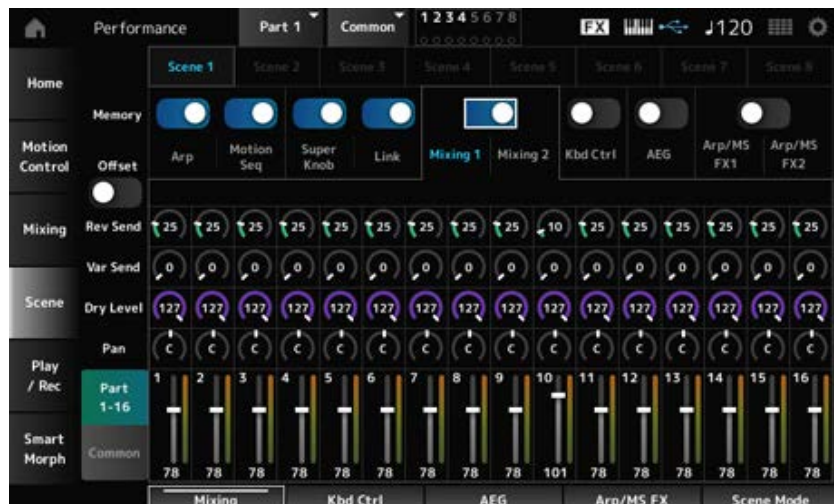 Performance Part 1 Common 1 2 3 4 5 6 7 8 FX ♩120
Scene 1 Scene 2 Scene 3 Scene 4 Scene 5 Scene 6 Scene 7 Scene 8
Home
Memory
Arp Motion Seq Super Knob Link Mixing 1 Mixing 2 Kbd Ctrl AEG Arp/MS FX1 Arp/MS FX2
Motion Control
Offset
Mixing
Rev Send 25 25 25 25 25 25 25 25 25 10 25 25 25 25 25 25
Var Send 0 0 0 0 0 0 0 0 0 0 0 0 0 0 0 0
Scene
Dry Level 127 127 127 127 127 127 127 127 127 127 127 127 127 127 127 127
Pan C C C C C C C C C C C C C C C C
Play / Rec
Part 1-16
1 2 3 4 5 6 7 8 9 10 11 12 13 14 15 16
Smart Morph
Common
78 78 78 78 78 78 78 78 78 101 78 78 78 78 78 78
Mixing Kbd Ctrl AEG Arp/MS FX Scene Mode